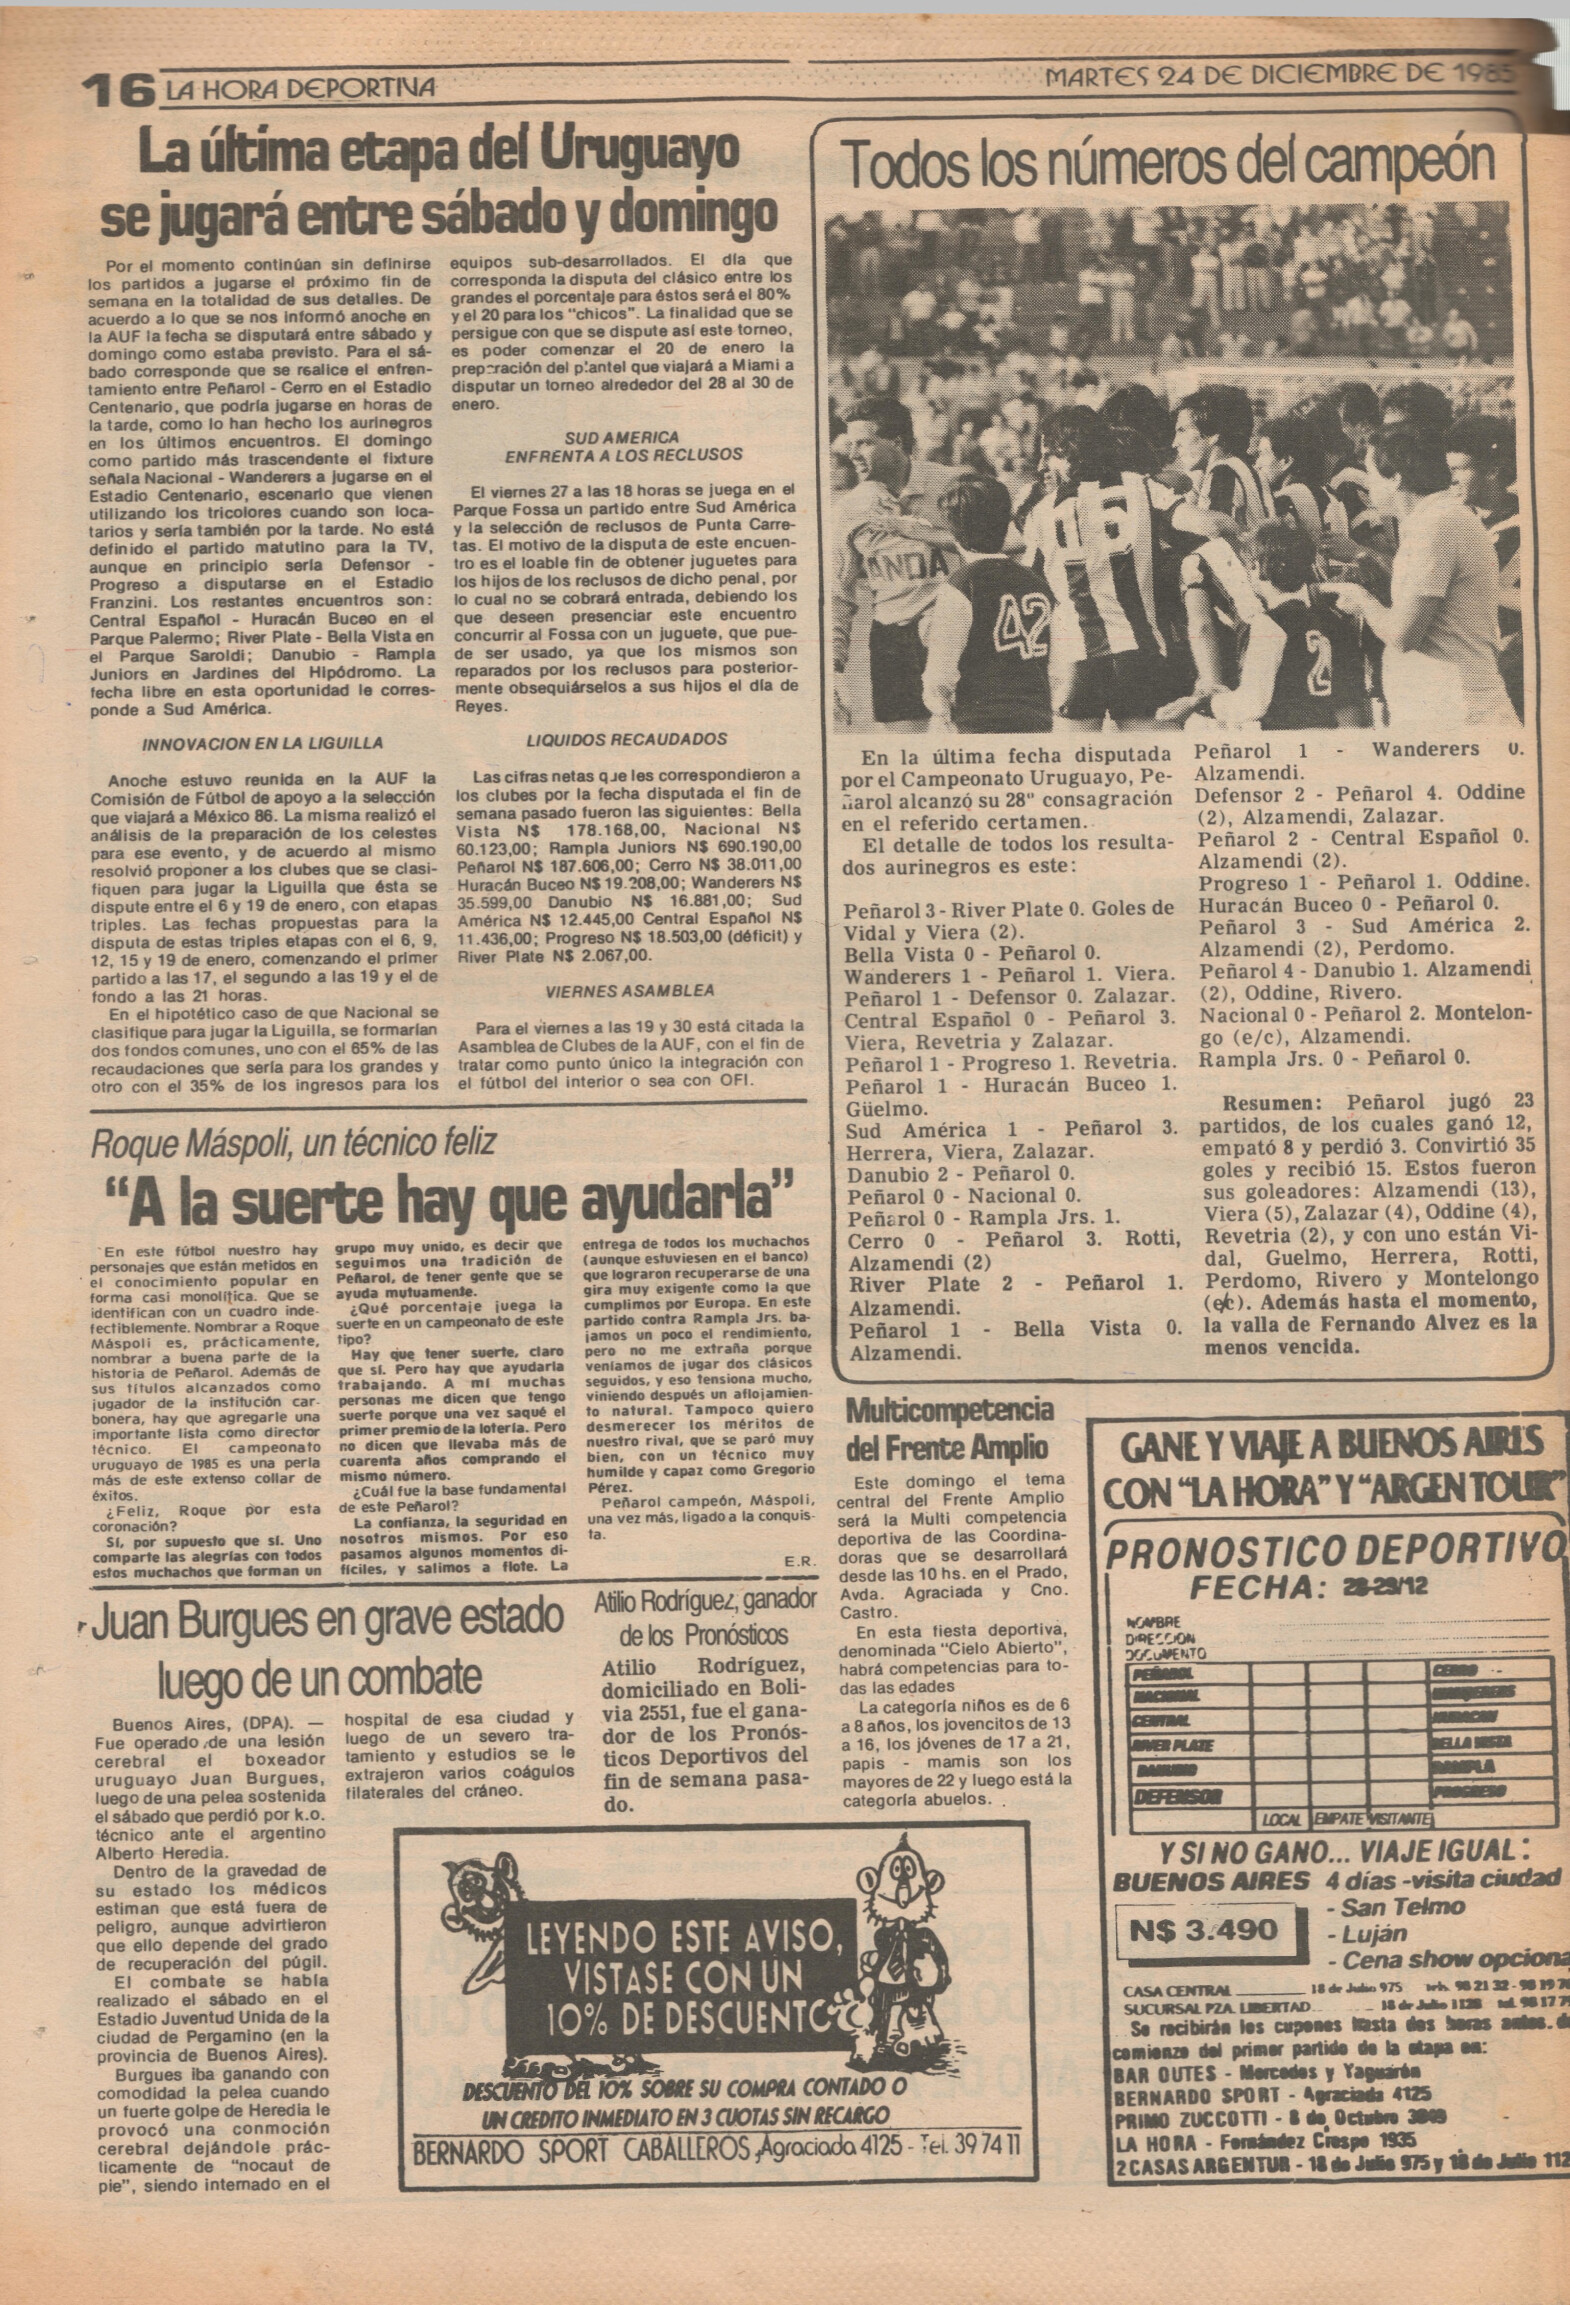 16 LA HORA DEPORTIVA
MARTES 24 DE DICIEMBRE DE 1985
La última etapa del Uruguayo
se jugará entre sábado y domingo
Por el momento continúan sin definirse
los partidos a jugarse el próximo fin de
semana en la totalidad de sus detalles. De
acuerdo a lo que se nos informó anoche en
la AUF la fecha se disputará entre sábado y
domingo como estaba previsto. Para el sá-
bado corresponde que se realice el enfren-
tamiento entre Peñarol - Cerro en el Estadio
Centenario, que podría jugarse en horas de
la tarde, como lo han hecho los aurinegros
en los últimos encuentros. El domingo
como partido más trascendente el fixture
señala Nacional - Wanderers a jugarse en el
Estadio Centenario, escenario que vienen
utilizando los tricolores cuando son loca-
tarios y sería también por la tarde. No está
definido el partido matutino para la TV,
aunque en principio sería Defensor -
Progreso a disputarse en el Estadio
Franzini. Los restantes encuentros son:
Central Español - Huracán Buceo en el
Parque Palermo; River Plate - Bella Vista en
el Parque Saroldi; Danubio - Rampla
Juniors en Jardines del Hipódromo. La
fecha libre en esta oportunidad le corres-
ponde a Sud América.
INNOVACION EN LA LIGUILLA
Anoche estuvo reunida en la AUF la
Comisión de Fútbol de apoyo a la selección
que viajará a México 86. La misma realizó el
análisis de la preparación de los celestes
para ese evento, y de acuerdo al mismo
resolvió proponer a los clubes que se clasi-
fiquen para jugar la Liguilla que ésta se
dispute entre el 6 y 19 de enero, con etapas
triples. Las fechas propuestas para la
disputa de estas triples etapas con el 6, 9,
12, 15 y 19 de enero, comenzando el primer
partido a las 17, el segundo a las 19 y el de
fondo a las 21 horas.
En el hipotético caso de que Nacional se
clasifique para jugar la Liguilla, se formarían
dos fondos comunes, uno con el 65% de las
recaudaciones que sería para los grandes y
otro con el 35% de los ingresos para los
equipos sub-desarrollados. El día que
corresponda la disputa del clásico entre los
grandes el porcentaje para éstos será el 80%
y el 20 para los "chicos". La finalidad que se
persigue con que se dispute así este torneo,
es poder comenzar el 20 de enero la
preparación del plantel que viajará a Miami a
disputar un torneo alrededor del 28 al 30 de
enero.
SUD AMERICA
ENFRENTA A LOS RECLUSOS
El viernes 27 a las 18 horas se juega en el
Parque Fossa un partido entre Sud América
y la selección de reclusos de Punta Carre-
tas. El motivo de la disputa de este encuen-
tro es el loable fin de obtener juguetes para
los hijos de los reclusos de dicho penal, por
lo cual no se cobrará entrada, debiendo los
que deseen presenciar este encuentro
concurrir al Fossa con un juguete, que pue-
de ser usado, ya que los mismos son
reparados por los reclusos para posterior-
mente obsequiárselos a sus hijos el día de
Reyes.
LIQUIDOS RECAUDADOS
Las cifras netas que les correspondieron a
los clubes por la fecha disputada el fin de
semana pasado fueron las siguientes: Bella
Vista N$ 178.168,00, Nacional N$
60.123,00; Rampla Juniors N$ 690.190,00
Peñarol N$ 187.606,00; Cerro N$ 38.011,00
Huracán Buceo N$ 19.208,00; Wanderers N$
35.599,00 Danubio N$ 16.881,00; Sud
América N$ 12.445,00 Central Español N$
11.436,00; Progreso N$ 18.503,00 (déficit) y
River Plate N$ 2.067,00.
VIERNES ASAMBLEA
Para el viernes a las 19 y 30 está citada la
Asamblea de Clubes de la AUF, con el fin de
tratar como punto único la integración con
el fútbol del interior o sea con OFI.
Todos los números del campeón
ANDA
42
2
En la última fecha disputada
por el Campeonato Uruguayo, Pe-
ñarol alcanzó su 28° consagración
en el referido certamen.
El detalle de todos los resulta-
dos aurinegros es este:
Peñarol 3 - River Plate 0. Goles de
Vidal y Viera (2).
Bella Vista 0 - Peñarol 0.
Wanderers 1 - Peñarol 1. Viera.
Peñarol 1 - Defensor 0. Zalazar.
Central Español 0 - Peñarol 3.
Viera, Revetria y Zalazar.
Peñarol 1 - Progreso 1. Revetria.
Peñarol 1 - Huracán Buceo 1.
Güelmo.
Sud América 1 - Peñarol 3.
Herrera, Viera, Zalazar.
Danubio 2 - Peñarol 0.
Peñarol 0 - Nacional 0.
Peñarol 0 - Rampla Jrs. 1.
Cerro 0 - Peñarol 3. Rotti,
Alzamendi (2)
River Plate 2 - Peñarol 1.
Alzamendi.
Peñarol 1 - Bella Vista 0.
Alzamendi.
Peñarol 1 - Wanderers 0.
Alzamendi.
Defensor 2 - Peñarol 4. Oddine
(2), Alzamendi, Zalazar.
Peñarol 2 - Central Español 0.
Alzamendi (2).
Progreso 1 - Peñarol 1. Oddine.
Huracán Buceo 0 - Peñarol 0.
Peñarol 3 - Sud América 2.
Alzamendi (2), Perdomo.
Peñarol 4 - Danubio 1. Alzamendi
(2), Oddine, Rivero.
Nacional 0 - Peñarol 2. Montelon-
go (e/c), Alzamendi.
Rampla Jrs. 0 - Peñarol 0.
Resumen: Peñarol jugó 23
partidos, de los cuales ganó 12,
empató 8 y perdió 3. Convirtió 35
goles y recibió 15. Estos fueron
sus goleadores: Alzamendi (13),
Viera (5), Zalazar (4), Oddine (4),
Revetria (2), y con uno están Vi-
dal, Guelmo, Herrera, Rotti,
Perdomo, Rivero y Montelongo
(e/c). Además hasta el momento,
la valla de Fernando Alvez es la
menos vencida.
Roque Máspoli, un técnico feliz
"A la suerte hay que ayudarla"
En este fútbol nuestro hay
personajes que están metidos en
el conocimiento popular en
forma casi monolítica. Que se
identifican con un cuadro inde-
fectiblemente. Nombrar a Roque
Máspoli es, prácticamente,
nombrar a buena parte de la
historia de Peñarol. Además de
sus títulos alcanzados como
jugador de la institución car-
bonera, hay que agregarle una
importante lista como director
técnico. El campeonato
uruguayo de 1985 es una perla
más de este extenso collar de
éxitos.
¿Feliz, Roque por esta
coronación?
Sí, por supuesto que sí. Uno
comparte las alegrías con todos
estos muchachos que forman un
grupo muy unido, es decir que
seguimos una tradición de
Peñarol, de tener gente que se
ayuda mutuamente.
¿Qué porcentaje juega la
suerte en un campeonato de este
tipo?
Hay que tener suerte, claro
que sí. Pero hay que ayudarla
trabajando. A mí muchas
personas me dicen que tengo
suerte porque una vez saqué el
primer premio de la lotería. Pero
no dicen que llevaba más de
cuarenta años comprando el
mismo número.
¿Cuál fue la base fundamental
de este Peñarol?
La confianza, la seguridad en
nosotros mismos. Por eso
pasamos algunos momentos di-
fíciles, y salimos a flote. La
entrega de todos los muchachos
(aunque estuviesen en el banco)
que lograron recuperarse de una
gira muy exigente como la que
cumplimos por Europa. En este
partido contra Rampla Jrs. ba-
jamos un poco el rendimiento,
pero no me extraña porque
veníamos de jugar dos clásicos
seguidos, y eso tensiona mucho,
viniendo después un aflojamien-
to natural. Tampoco quiero
desmerecer los méritos de
nuestro rival, que se paró muy
bien, con un técnico muy
humilde y capaz como Gregorio
Pérez.
Peñarol campeón, Máspoli,
una vez más, ligado a la conquis-
ta.
E.R.
Juan Burgues en grave estado
luego de un combate
Buenos Aires, (DPA). —
Fue operado de una lesión
cerebral el boxeador
uruguayo Juan Burgues,
luego de una pelea sostenida
el sábado que perdió por k.o.
técnico ante el argentino
Alberto Heredia.
Dentro de la gravedad de
su estado los médicos
estiman que está fuera de
peligro, aunque advirtieron
que ello depende del grado
de recuperación del púgil.
El combate se había
realizado el sábado en el
Estadio Juventud Unida de la
ciudad de Pergamino (en la
provincia de Buenos Aires).
Burgues iba ganando con
comodidad la pelea cuando
un fuerte golpe de Heredia le
provocó una conmoción
cerebral dejándole prác-
ticamente de "nocaut de
pie", siendo internado en el
hospital de esa ciudad y
luego de un severo tra-
tamiento y estudios se le
extrajeron varios coágulos
filaterales del cráneo.
Atilio Rodríguez, ganador
de los Pronósticos
Atilio Rodríguez,
domiciliado en Boli-
via 2551, fue el gana-
dor de los Pronós-
ticos Deportivos del
fin de semana pasa-
do.
Multicompetencia
del Frente Amplio
Este domingo el tema
central del Frente Amplio
será la Multi competencia
deportiva de las Coordina-
doras que se desarrollará
desde las 10 hs. en el Prado,
Avda. Agraciada y Cno.
Castro.
En esta fiesta deportiva,
denominada "Cielo Abierto",
habrá competencias para to-
das las edades
La categoría niños es de 6
a 8 años, los jovencitos de 13
a 16, los jóvenes de 17 a 21,
papis - mamis son los
mayores de 22 y luego está la
categoría abuelos.
LEYENDO ESTE AVISO,
VISTASE CON UN
10% DE DESCUENTO
DESCUENTO DEL 10% SOBRE SU COMPRA CONTADO O
UN CREDITO INMEDIATO EN 3 CUOTAS SIN RECARGO
BERNARDO SPORT CABALLEROS, Agraciada 4125 - Tel. 39 74 11
GANE Y VIAJE A BUENOS AIRES
CON "LA HORA" Y "ARGENTOUR"
PRONOSTICO DEPORTIVO
FECHA: 28-29/12
NOMBRE
DIRECCION
DOCUMENTO
PEÑAROL CERRO
NACIONAL WANDERERS
CENTRAL HURACAN
RIVER PLATE BELLA VISTA
DANUBIO RAMPLA
DEFENSOR PROGRESO
LOCAL EMPATE VISITANTE
Y SI NO GANO... VIAJE IGUAL:
BUENOS AIRES 4 días -visita ciudad
- San Telmo
N$ 3.490
- Luján
- Cena show opciona
CASA CENTRAL 18 de Julio 975 tels. 98 21 32 - 98 19 76
SUCURSAL PZA. LIBERTAD 18 de Julio 1128 tel. 98 17 79
Se recibirán los cupones hasta dos horas antes de
comienzo del primer partido de la etapa en:
BAR OUTES - Mercedes y Yaguarón
BERNARDO SPORT - Agraciada 4125
PRIMO ZUCCOTTI - 8 de Octubre
LA HORA - Fernández Crespo 1935
2 CASAS ARGENTUR - 18 de Julio 975 y 18 de Julio 112